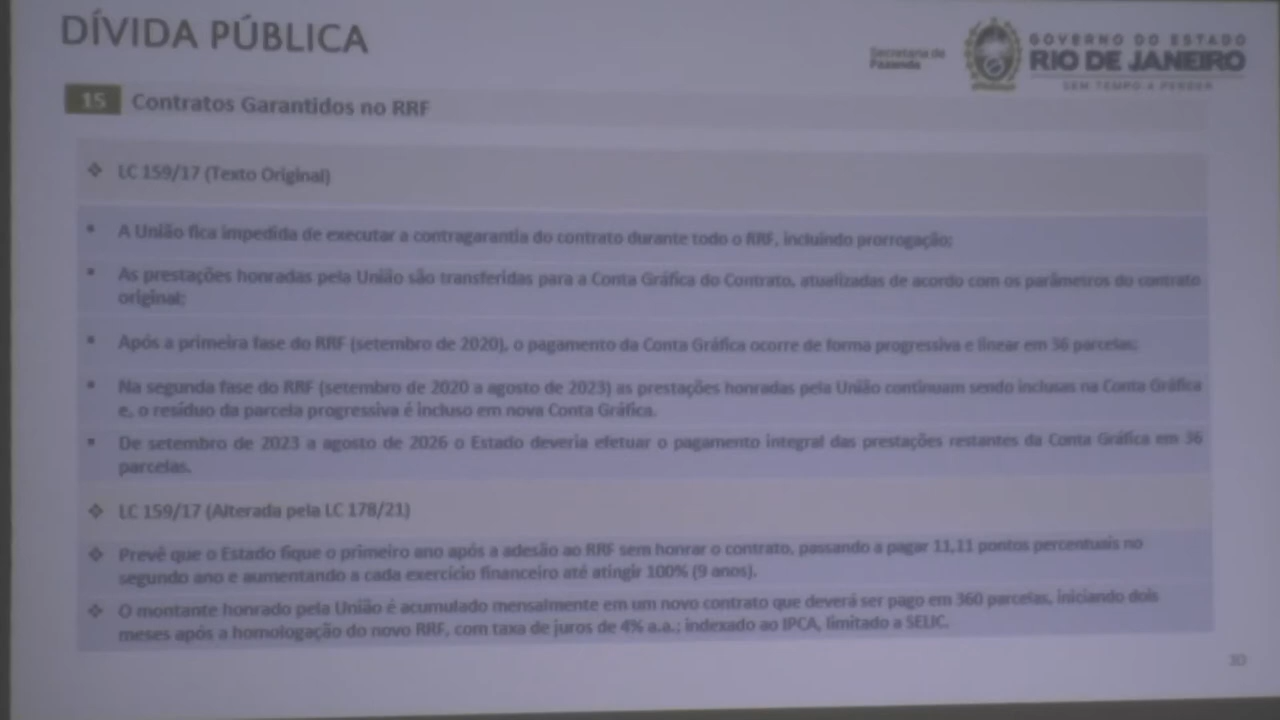 DÍVIDA PÚBLICA
Secretaria de
Fazenda
GOVERNO DO ESTADO
RIO DE JANEIRO
SEM TEMPO A PERDER
15 Contratos Garantidos no RRF
LC 159/17 (Texto Original)
A União fica impedida de executar a contragarantia do contrato durante todo o RRF, incluindo prorrogação;
As prestações honradas pela União são transferidas para a Conta Gráfica do Contrato, atualizadas de acordo com os parâmetros do contrato
original;
Após a primeira fase do RRF (setembro de 2020), o pagamento da Conta Gráfica ocorre de forma progressiva e linear em 36 parcelas;
Na segunda fase do RRF (setembro de 2020 a agosto de 2023) as prestações honradas pela União continuam sendo inclusas na Conta Gráfica
e, o resíduo da parcela progressiva é incluso em nova Conta Gráfica.
De setembro de 2023 a agosto de 2026 o Estado deveria efetuar o pagamento integral das prestações restantes da Conta Gráfica em 36
parcelas.
LC 159/17 (Alterada pela LC 178/21)
Prevê que o Estado fique o primeiro ano após a adesão ao RRF sem honrar o contrato, passando a pagar 11,11 pontos percentuais no
segundo ano e aumentando a cada exercício financeiro até atingir 100% (9 anos).
O montante honrado pela União é acumulado mensalmente em um novo contrato que deverá ser pago em 360 parcelas, iniciando dois
meses após a homologação do novo RRF, com taxa de juros de 4% a.a.; indexado ao IPCA, limitado a SELIC.